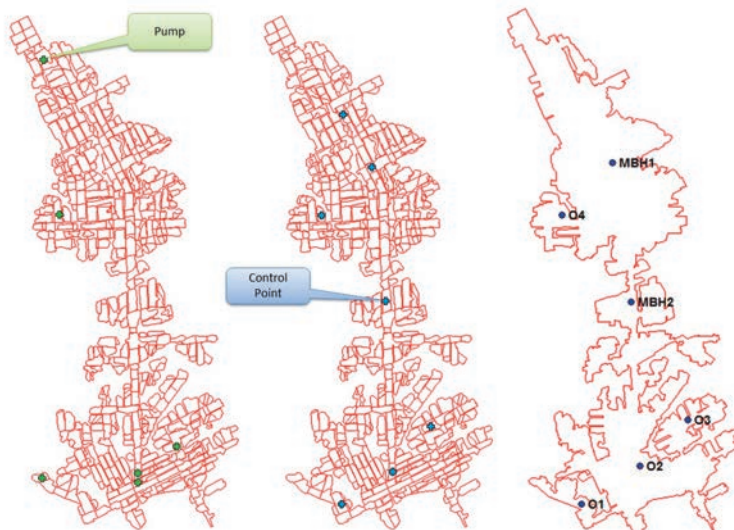 Pump
Control
Point
MBH1
O4
MBH2
O3
O2
O1